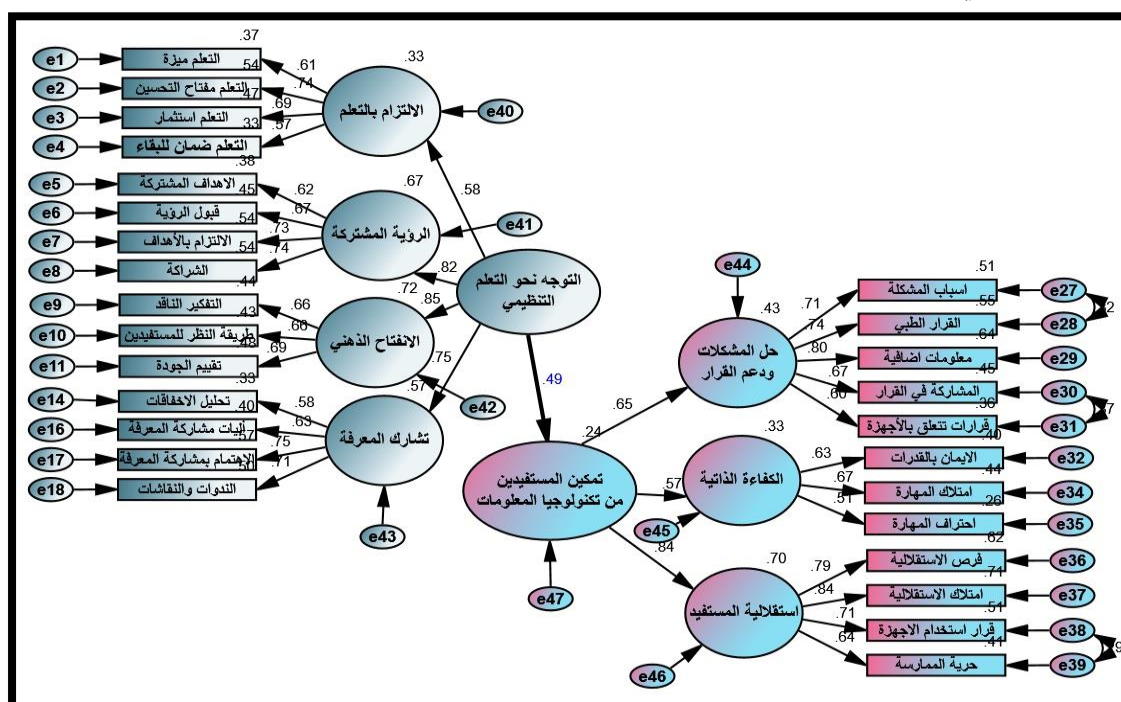 .37
e1
التعلم ميزة
.61
.54
e2
التعلم مفتاح التحسين
.74
.47
e3
التعلم استثمار
.69
.33
e4
التعلم ضمان للبقاء
.57
.33
الالتزام بالتعلم
e40
.58
.38
e5
الاهداف المشتركة
.62
.45
e6
قبول الرؤية
.67
.54
e7
الالتزام بالأهداف
.73
.54
e8
الشراكة
.74
.67
الرؤية المشتركة
e41
.82
.44
e9
التفكير الناقد
.66
.43
e10
طريقة النظر للمستفيدين
.66
.48
e11
تقييم الجودة
.69
.72
الانفتاح الذهني
e42
.85
.33
e14
تحليل الاخفاقات
.58
.40
e16
اليات مشاركة المعرفة
.63
.57
e17
الاهتمام بمشاركة المعرفة
.75
.50
e18
الندوات والنقاشات
.71
.57
تشارك المعرفة
e43
.75
التوجه نحو التعلم
التنظيمي
.49
.24
تمكين المستفيدين
من تكنولوجيا المعلومات
e47
.65
.57
.84
e44
.43
حل المشكلات
ودعم القرار
.71
.51
اسباب المشكلة
e27
.74
.55
القرار الطبي
e28
.80
.64
معلومات اضافية
e29
.67
.45
المشاركة في القرار
e30
.60
.36
قرارات تتعلق بالأجهزة
e31
.33
الكفاءة الذاتية
e45
.63
.40
الايمان بالقدرات
e32
.67
.44
امتلاك المهارة
e34
.51
.26
احتراف المهارة
e35
.70
استقلالية المستفيد
e46
.79
.62
فرص الاستقلالية
e36
.84
.71
امتلاك الاستقلالية
e37
.71
.51
قرار استخدام الاجهزة
e38
.64
.41
حرية الممارسة
e39